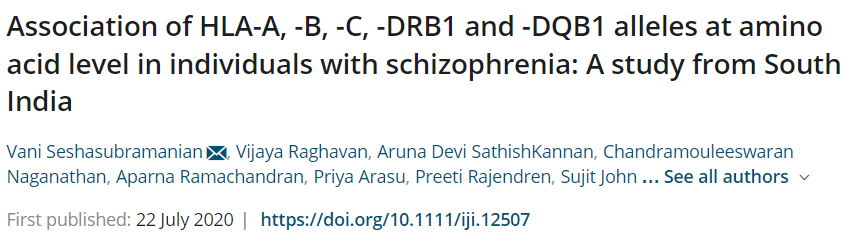 Association of HLA-A, -B, -C, -DRB1 and -DQB1 alleles at amino
acid level in individuals with schizophrenia: A study from South
India
Vani Seshasubramanian, Vijaya Raghavan, Aruna Devi SathishKannan, Chandramouleeswaran
Naganathan, Aparna Ramachandran, Priya Arasu, Preeti Rajendren, Sujit John ... See all authors
First published: 22 July 2020 | https://doi.org/10.1111/iji.12507